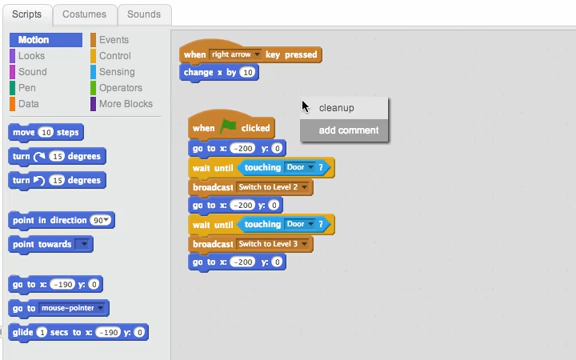 Scripts Costumes Sounds
Motion Events
Looks Control
Sound Sensing
Pen Operators
Data More Blocks
move 10 steps
turn 15 degrees
turn 15 degrees
point in direction 90
point towards
go to x: -190 y: 0
go to mouse-pointer
glide 1 secs to x: -190 y: 0
when right arrow key pressed
change x by 10
when clicked
go to x: -200 y: 0
wait until touching Door ?
broadcast Switch to Level 2
go to x: -200 y: 0
wait until touching Door ?
broadcast Switch to Level 3
go to x: -200 y: 0
cleanup
add comment